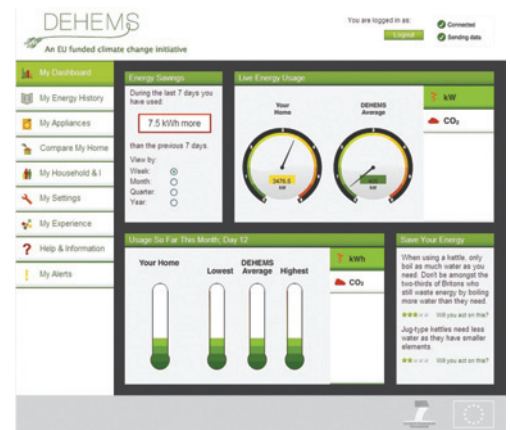 DEHEMS
An EU funded climate change initiative
You are logged in as:
Logout
Connected
Sending data
My Dashboard
My Energy History
My Appliances
Compare My Home
My Household & I
My Settings
My Experience
Help & Information
My Alerts
Energy Savings
During the last 7 days you
have used:
7.5 kWh more
than the previous 7 days.
View by:
Week:
Month:
Quarter:
Year:
Live Energy Usage
Your
Home
DEHEMS
Average
kW
kW
kW
CO₂
Usage So Far This Month: Day 12
Your Home
Lowest
DEHEMS
Average
Highest
kWh
CO₂
Save Your Energy
When using a kettle, only
boil as much water as you
need. Don't be amongst the
two-thirds of Britons who
still waste energy by boiling
more water than they need.
Will you act on this?
Jug-type kettles need less
water as they have smaller
elements.
Will you act on this?